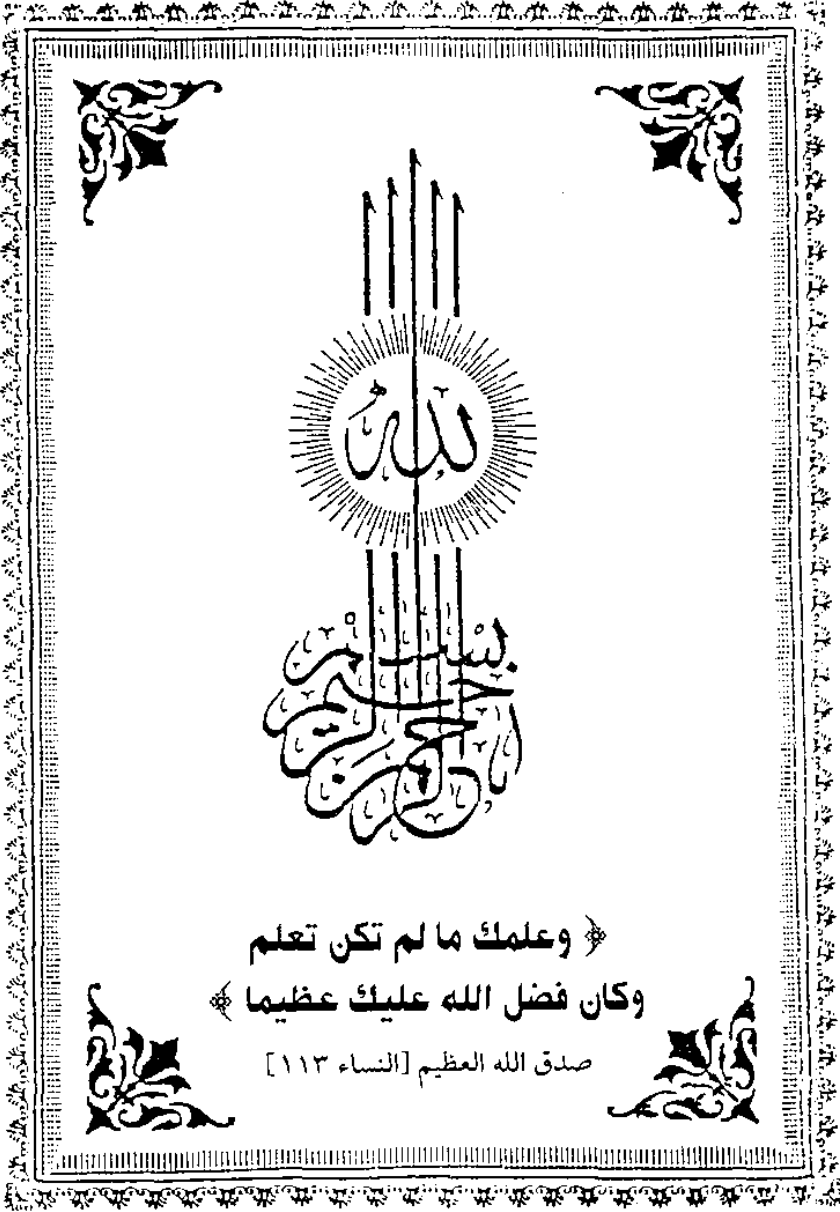 بسم الله الرحمن الرحيم
﴿ وعلمك ما لم تكن تعلم
وكان فضل الله عليك عظيما ﴾
صدق الله العظيم [النساء ١١٣]